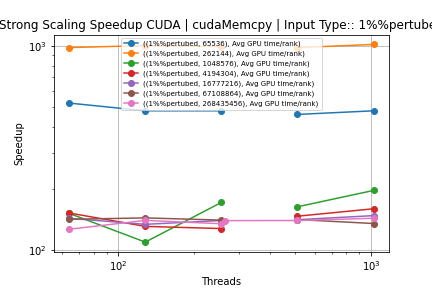 Strong Scaling Speedup CUDA | cudaMemcpy | Input Type:: 1%%pertube
10³
((1%%pertubed, 65536), Avg GPU time/rank)
((1%%pertubed, 262144), Avg GPU time/rank)
((1%%pertubed, 1048576), Avg GPU time/rank)
((1%%pertubed, 4194304), Avg GPU time/rank)
((1%%pertubed, 16777216), Avg GPU time/rank)
((1%%pertubed, 67108864), Avg GPU time/rank)
((1%%pertubed, 268435456), Avg GPU time/rank)
Speedup
10²
10² 10³
Threads